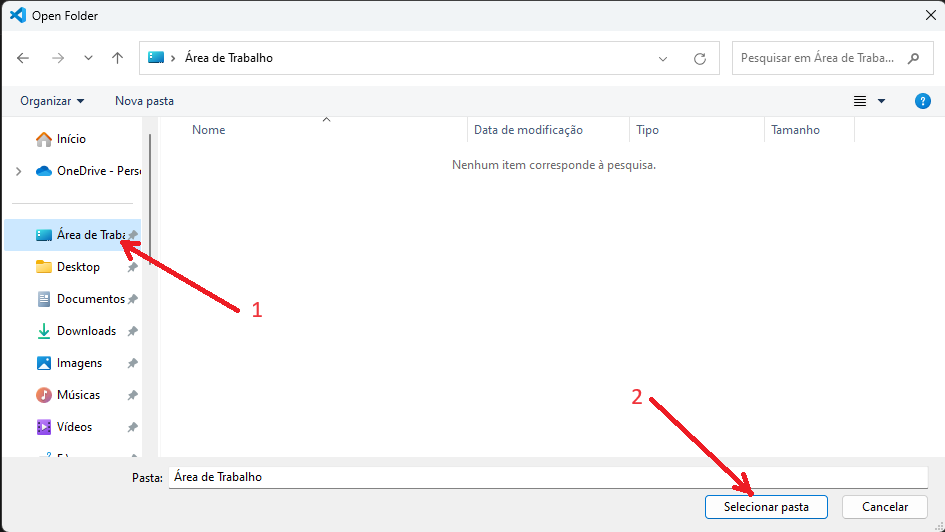 Open Folder
Área de Trabalho
Pesquisar em Área de Traba...
Organizar
Nova pasta
?
Nome
Data de modificação
Tipo
Tamanho
Nenhum item corresponde à pesquisa.
Início
OneDrive - Pers
Área de Traba
Desktop
Documentos
Downloads
Imagens
Músicas
Vídeos
1
2
Pasta:
Área de Trabalho
Selecionar pasta
Cancelar